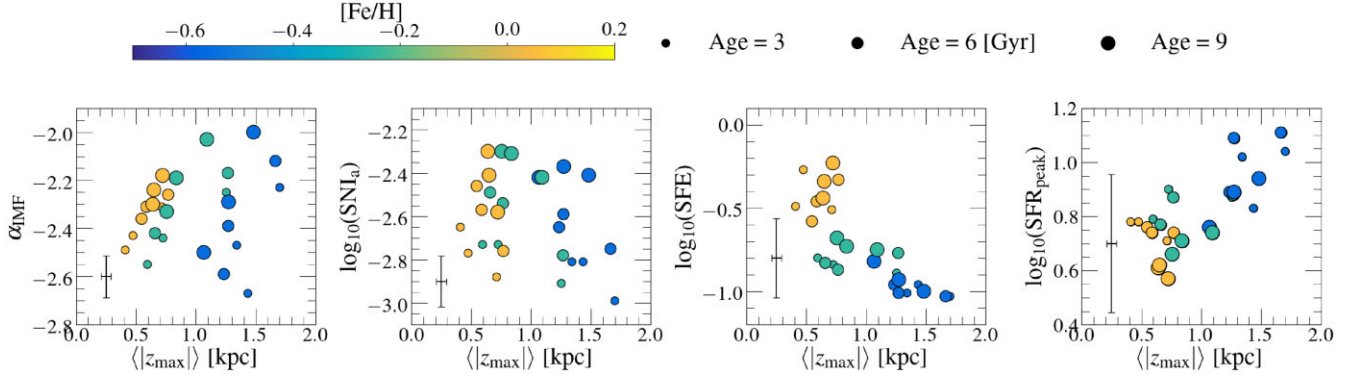 [Fe/H]
−0.6 −0.4 −0.2 0.0 0.2
Age = 3 Age = 6 [Gyr] Age = 9
−2.0
−2.2
−2.4
−2.6
−2.8
α_IMF
0.0 0.5 1.0 1.5 2.0
⟨|z_max|⟩ [kpc]
−2.2
−2.4
−2.6
−2.8
−3.0
log₁₀(SNI_a)
0.0 0.5 1.0 1.5 2.0
⟨|z_max|⟩ [kpc]
0.0
−0.5
−1.0
log₁₀(SFE)
0.0 0.5 1.0 1.5 2.0
⟨|z_max|⟩ [kpc]
1.2
1.0
0.8
0.6
0.4
log₁₀(SFR_peak)
0.0 0.5 1.0 1.5 2.0
⟨|z_max|⟩ [kpc]